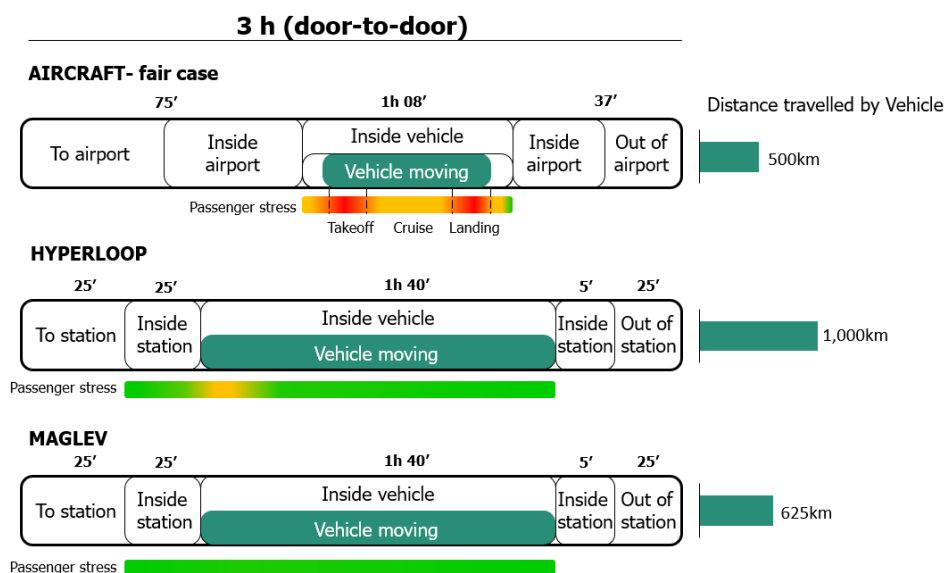 3 h (door-to-door)
AIRCRAFT- fair case
75’
1h 08’
37’
Distance travelled by Vehicle
To airport
Inside
airport
Inside vehicle
Vehicle moving
Inside
airport
Out of
airport
500km
Passenger stress
Takeoff
Cruise
Landing
HYPERLOOP
25’
25’
1h 40’
5’
25’
To station
Inside
station
Inside vehicle
Vehicle moving
Inside
station
Out of
station
1,000km
Passenger stress
MAGLEV
25’
25’
1h 40’
5’
25’
To station
Inside
station
Inside vehicle
Vehicle moving
Inside
station
Out of
station
625km
Passenger stress